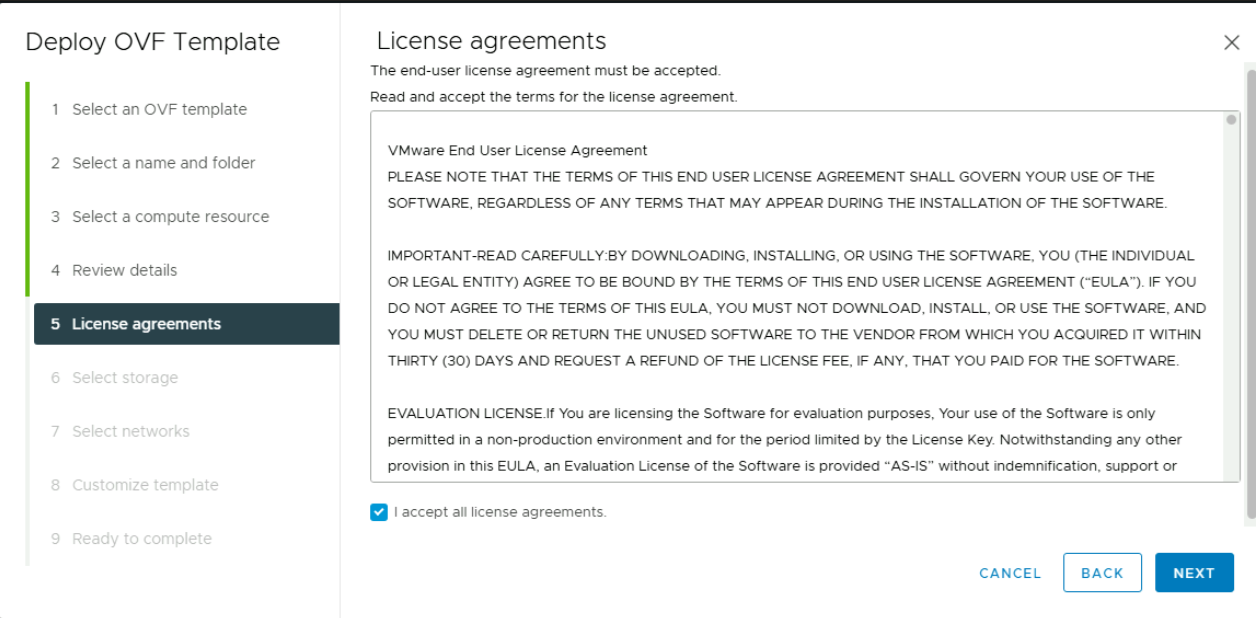 Deploy OVF Template
1 Select an OVF template
2 Select a name and folder
3 Select a compute resource
4 Review details
5 License agreements
6 Select storage
7 Select networks
8 Customize template
9 Ready to complete
License agreements
The end-user license agreement must be accepted.
Read and accept the terms for the license agreement.
VMware End User License Agreement
PLEASE NOTE THAT THE TERMS OF THIS END USER LICENSE AGREEMENT SHALL GOVERN YOUR USE OF THE
SOFTWARE, REGARDLESS OF ANY TERMS THAT MAY APPEAR DURING THE INSTALLATION OF THE SOFTWARE.
IMPORTANT-READ CAREFULLY:BY DOWNLOADING, INSTALLING, OR USING THE SOFTWARE, YOU (THE INDIVIDUAL
OR LEGAL ENTITY) AGREE TO BE BOUND BY THE TERMS OF THIS END USER LICENSE AGREEMENT (“EULA”). IF YOU
DO NOT AGREE TO THE TERMS OF THIS EULA, YOU MUST NOT DOWNLOAD, INSTALL, OR USE THE SOFTWARE, AND
YOU MUST DELETE OR RETURN THE UNUSED SOFTWARE TO THE VENDOR FROM WHICH YOU ACQUIRED IT WITHIN
THIRTY (30) DAYS AND REQUEST A REFUND OF THE LICENSE FEE, IF ANY, THAT YOU PAID FOR THE SOFTWARE.
EVALUATION LICENSE.If You are licensing the Software for evaluation purposes, Your use of the Software is only
permitted in a non-production environment and for the period limited by the License Key. Notwithstanding any other
provision in this EULA, an Evaluation License of the Software is provided “AS-IS” without indemnification, support or
I accept all license agreements.
CANCEL
BACK
NEXT